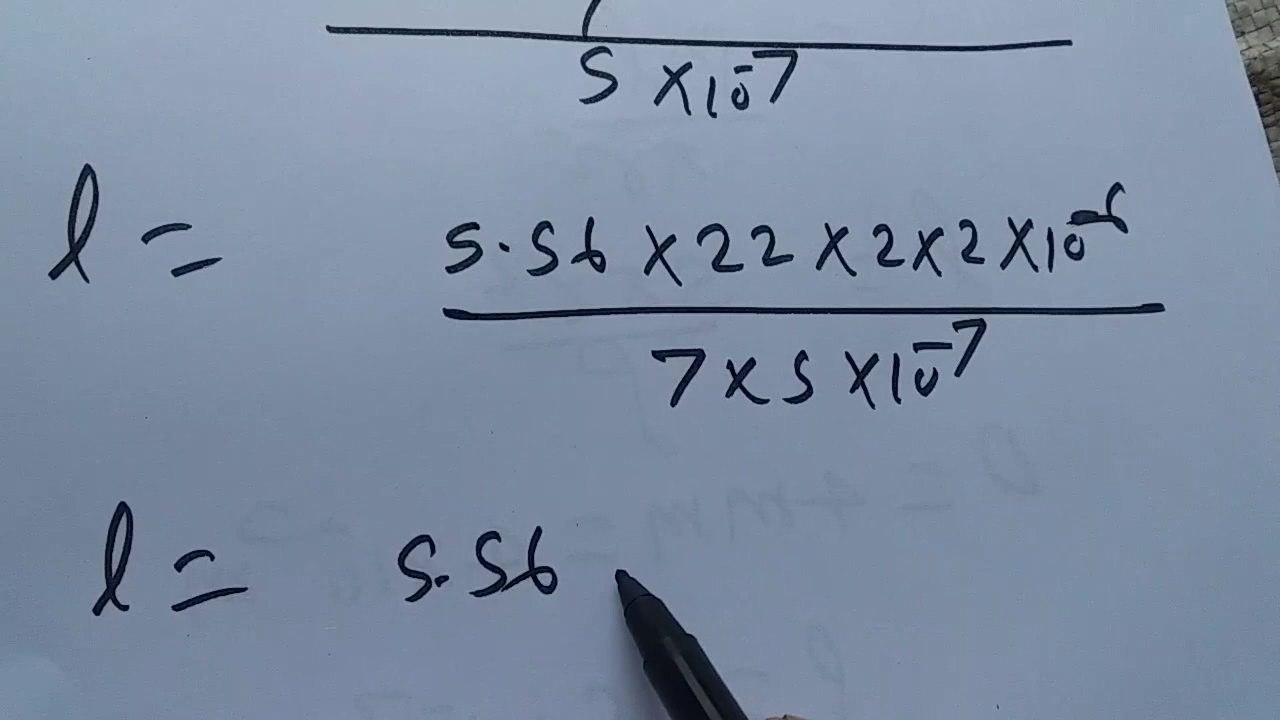 5 × 10⁻⁷
l = 5.56 × 22 × 2 × 2 × 10⁻⁶
7 × 5 × 10⁻⁷
l = 5.56